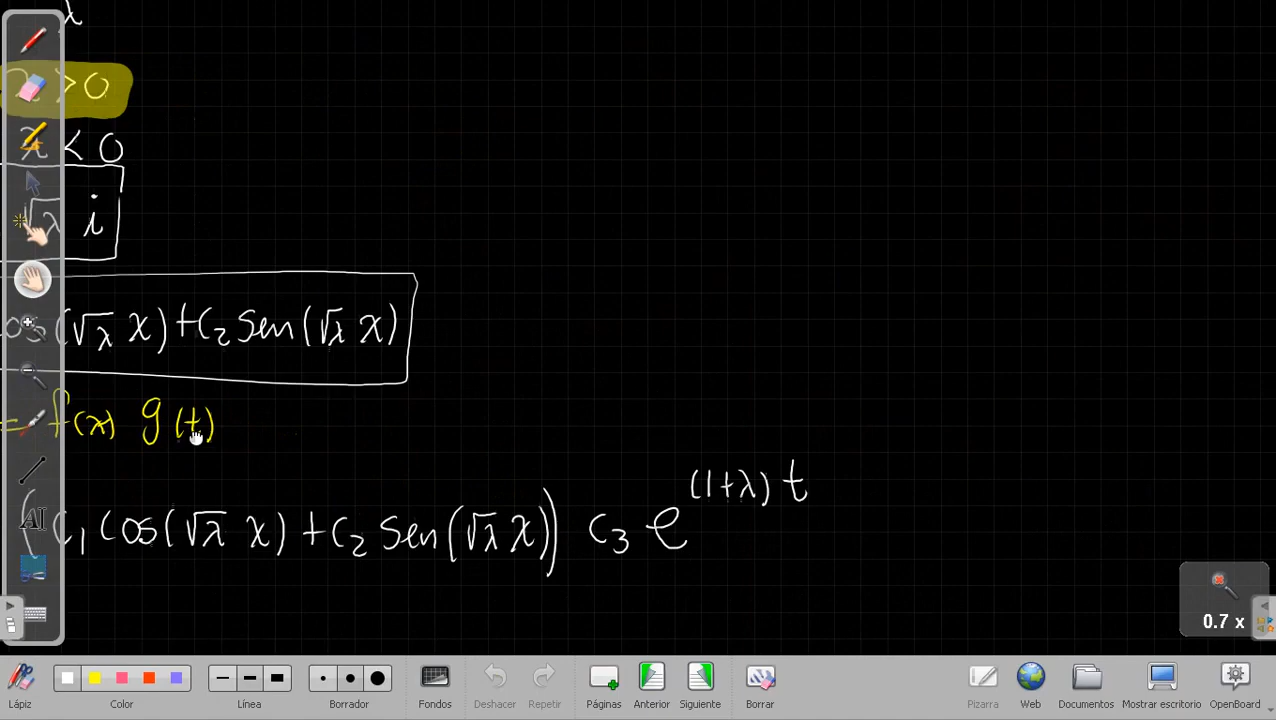 λ
λ > 0
λ < 0
√λ i
cos(√λ x) + C₂ Sen(√λ x)
= f(x) g(t)
(C₁ Cos(√λ x) + C₂ Sen(√λ x)) C₃ e^(1+λ)t
0.7 x
Lápiz
Color
Línea
Borrador
Fondos
Deshacer
Repetir
Páginas
Anterior
Siguiente
Borrar
Pizarra
Web
Documentos
Mostrar escritorio
OpenBoard